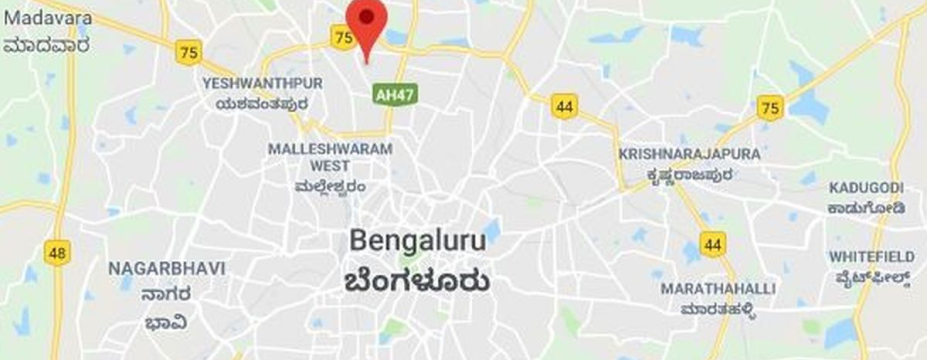 Madavara
ಮಾದವಾರ
75
75
YESHWANTHPUR
ಯಶವಂತಪುರ
AH47
44
75
MALLESHWARAM
WEST
ಮಲ್ಲೇಶ್ವರಂ
KRISHNARAJAPURA
ಕೃಷ್ಣರಾಜಪುರ
KADUGODI
ಕಾಡುಗೋಡಿ
48
Bengaluru
ಬೆಂಗಳೂರು
44
NAGARBHAVI
ನಾಗರ
ಭಾವಿ
WHITEFIELD
ವೈಟ್‌ಫೀಲ್ಡ್
MARATHAHALLI
ಮಾರತಹಳ್ಳಿ